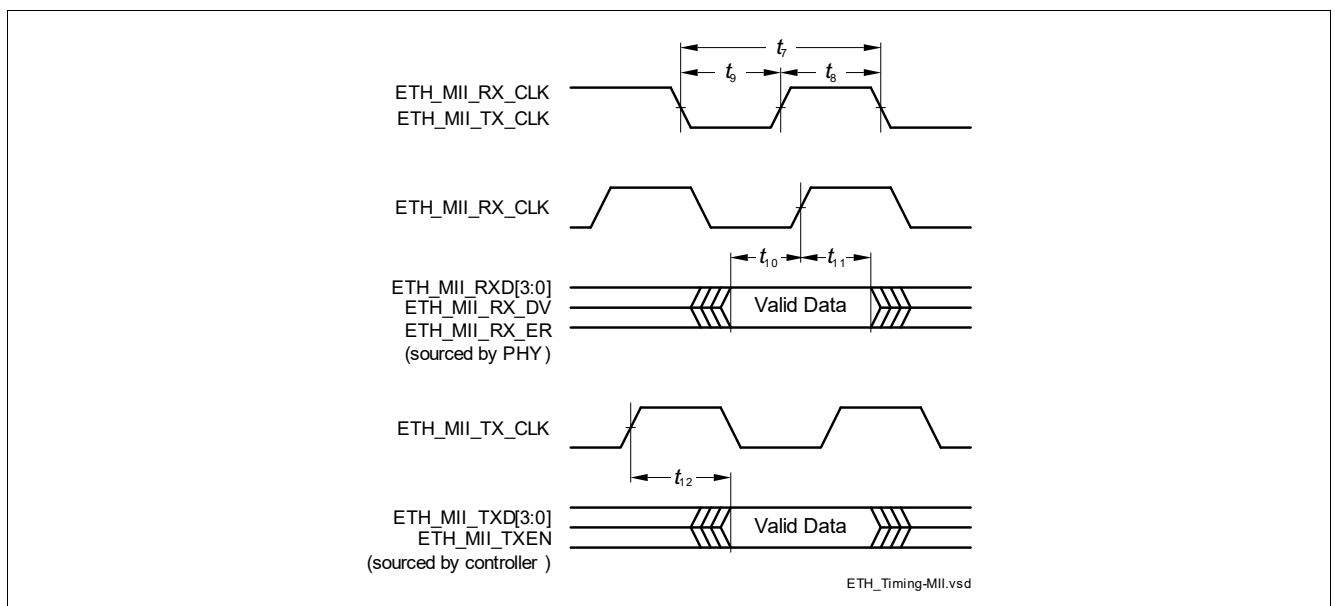 t7
t9
t8
ETH_MII_RX_CLK
ETH_MII_TX_CLK
ETH_MII_RX_CLK
t10
t11
ETH_MII_RXD[3:0]
ETH_MII_RX_DV
Valid Data
ETH_MII_RX_ER
(sourced by PHY )
ETH_MII_TX_CLK
t12
ETH_MII_TXD[3:0]
Valid Data
ETH_MII_TXEN
(sourced by controller )
ETH_Timing-MII.vsd